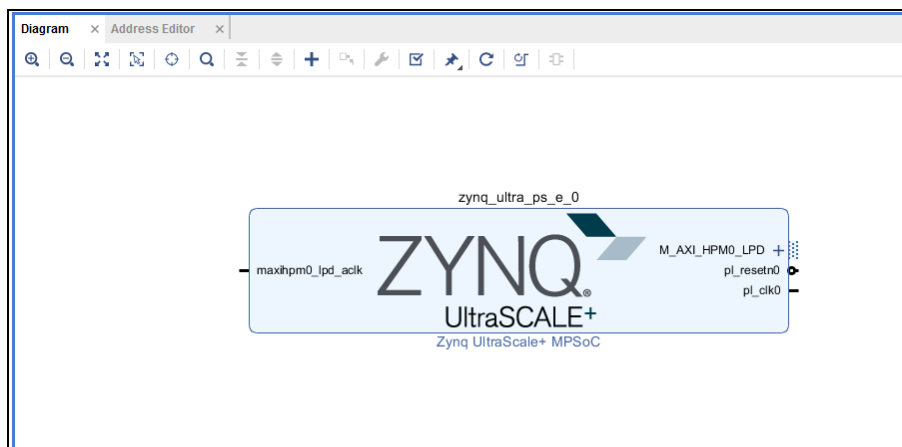 Diagram
Address Editor
zynq_ultra_ps_e_0
maxihpm0_lpd_aclk
ZYNQ®
UltraSCALE+
M_AXI_HPM0_LPD
pl_resetn0
pl_clk0
Zynq UltraScale+ MPSoC